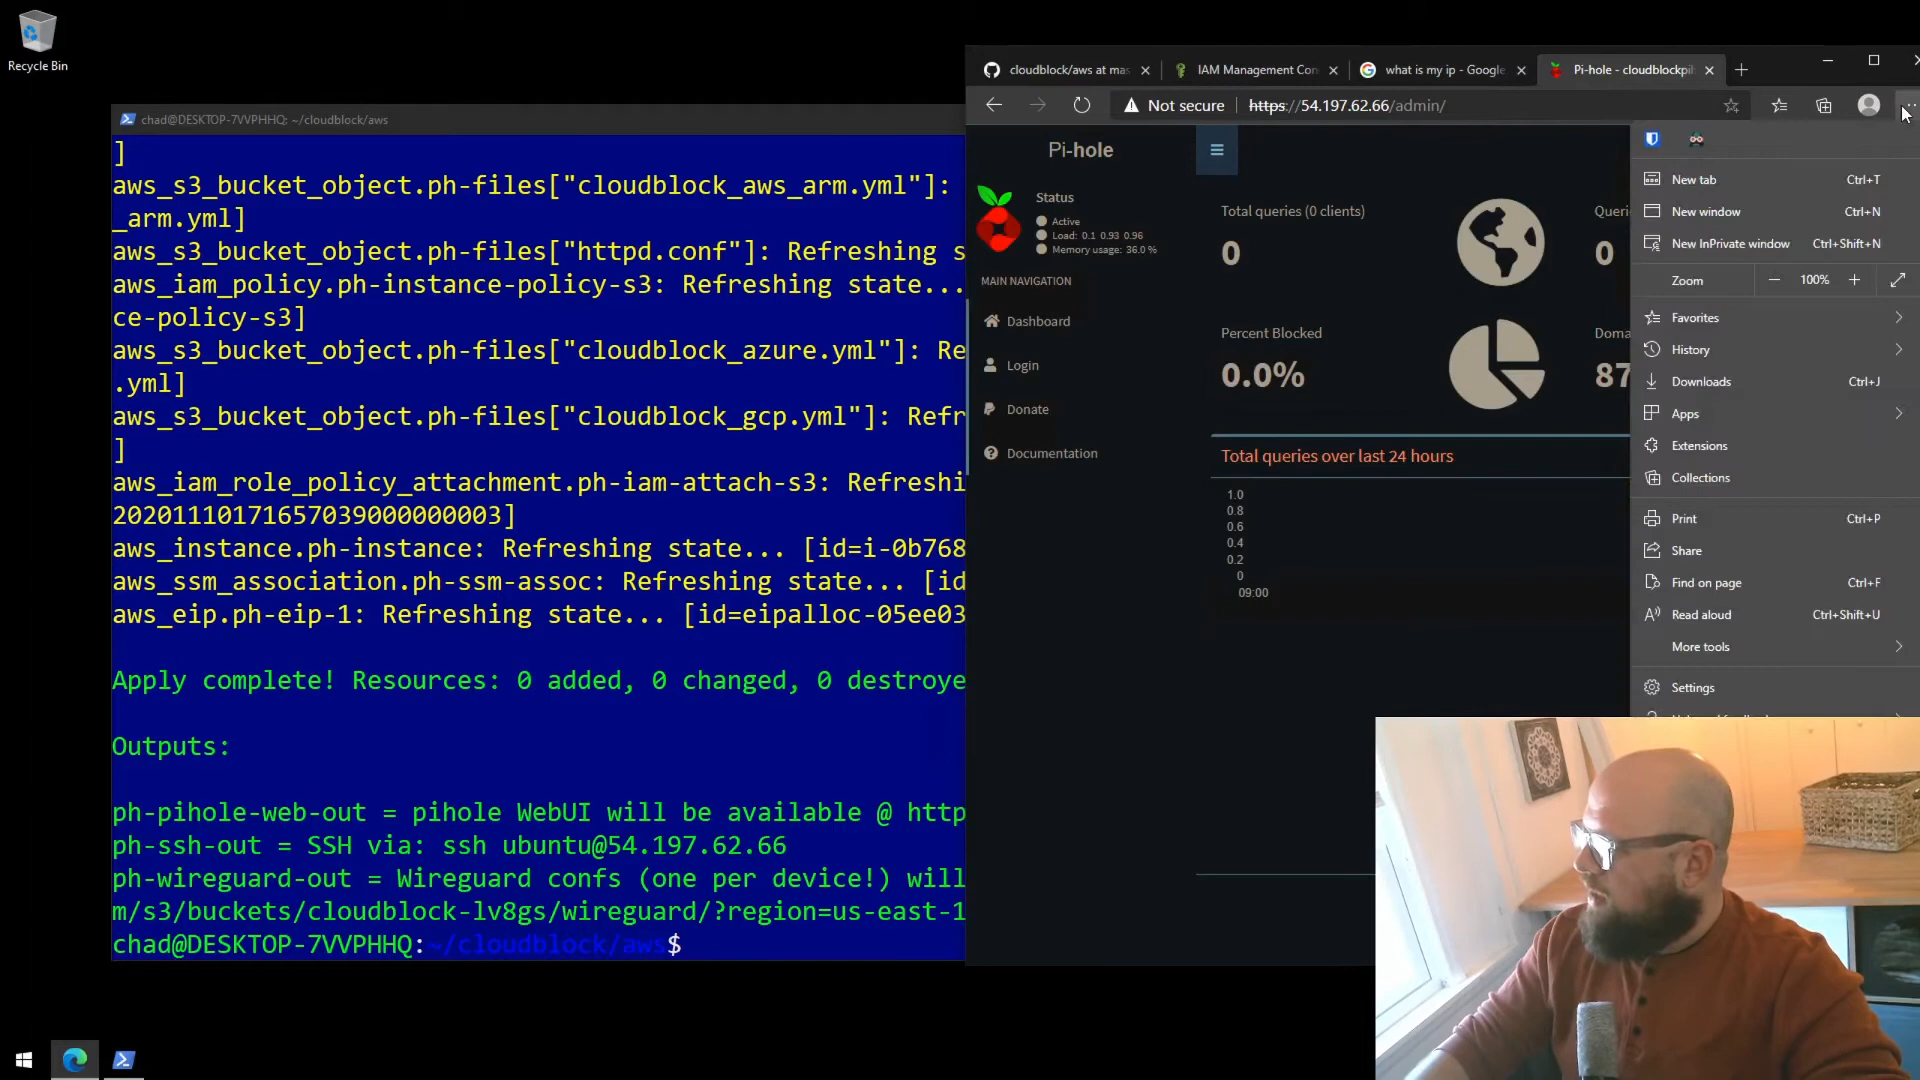 Recycle Bin
chad@DESKTOP-7VVPHHQ: ~/cloudblock/aws
]
aws_s3_bucket_object.ph-files["cloudblock_aws_arm.yml"]:
_arm.yml]
aws_s3_bucket_object.ph-files["httpd.conf"]: Refreshing s
aws_iam_policy.ph-instance-policy-s3: Refreshing state...
ce-policy-s3]
aws_s3_bucket_object.ph-files["cloudblock_azure.yml"]: Re
.yml]
aws_s3_bucket_object.ph-files["cloudblock_gcp.yml"]: Refr
]
aws_iam_role_policy_attachment.ph-iam-attach-s3: Refreshi
20201110171657039000000003]
aws_instance.ph-instance: Refreshing state... [id=i-0b768
aws_ssm_association.ph-ssm-assoc: Refreshing state... [id
aws_eip.ph-eip-1: Refreshing state... [id=eipalloc-05ee03
Apply complete! Resources: 0 added, 0 changed, 0 destroye
Outputs:
ph-pihole-web-out = pihole WebUI will be available @ http
ph-ssh-out = SSH via: ssh ubuntu@54.197.62.66
ph-wireguard-out = Wireguard confs (one per device!) will
m/s3/buckets/cloudblock-lv8gs/wireguard/?region=us-east-1
chad@DESKTOP-7VVPHHQ:~/cloudblock/aws$
cloudblock/aws at mas
IAM Management Con
what is my ip - Google
Pi-hole - cloudblockpi
Not secure
https://54.197.62.66/admin/
Pi-hole
Status
Active
Load: 0.1 0.93 0.96
Memory usage: 36.0 %
MAIN NAVIGATION
Dashboard
Login
Donate
Documentation
Total queries (0 clients)
0
Queri
0
Percent Blocked
0.0%
Doma
87
Total queries over last 24 hours
1.0
0.8
0.6
0.4
0.2
0
09:00
New tab Ctrl+T
New window Ctrl+N
New InPrivate window Ctrl+Shift+N
Zoom 100%
Favorites
History
Downloads Ctrl+J
Apps
Extensions
Collections
Print Ctrl+P
Share
Find on page Ctrl+F
Read aloud Ctrl+Shift+U
More tools
Settings